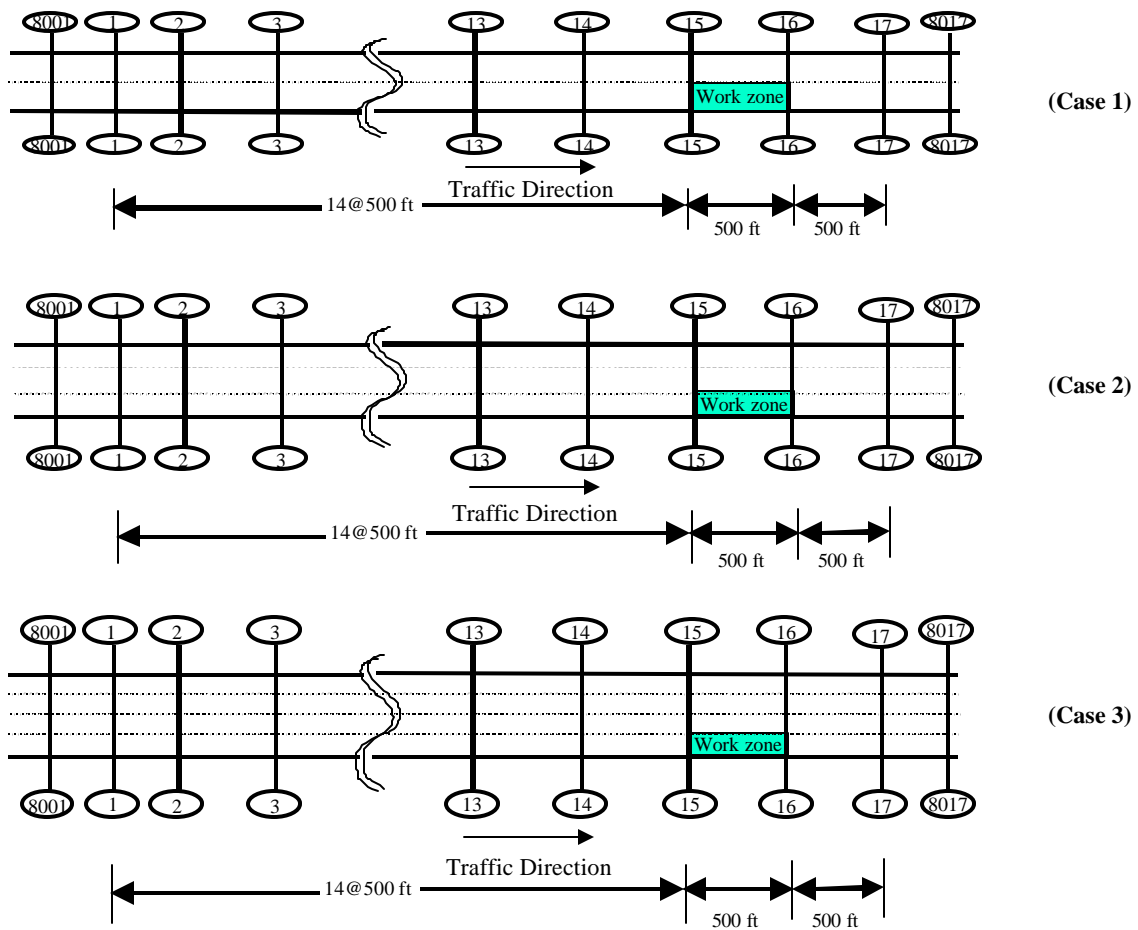 8001 1 2 3 13 14 15 16 17 8017
Work zone
(Case 1)
8001 1 2 3 13 14 15 16 17 8017
Traffic Direction
14@500 ft
500 ft 500 ft
8001 1 2 3 13 14 15 16 17 8017
(Case 2)
Work zone
8001 1 2 3 13 14 15 16 17 8017
Traffic Direction
14@500 ft
500 ft 500 ft
8001 1 2 3 13 14 15 16 17 8017
(Case 3)
Work zone
8001 1 2 3 13 14 15 16 17 8017
Traffic Direction
14@500 ft
500 ft 500 ft